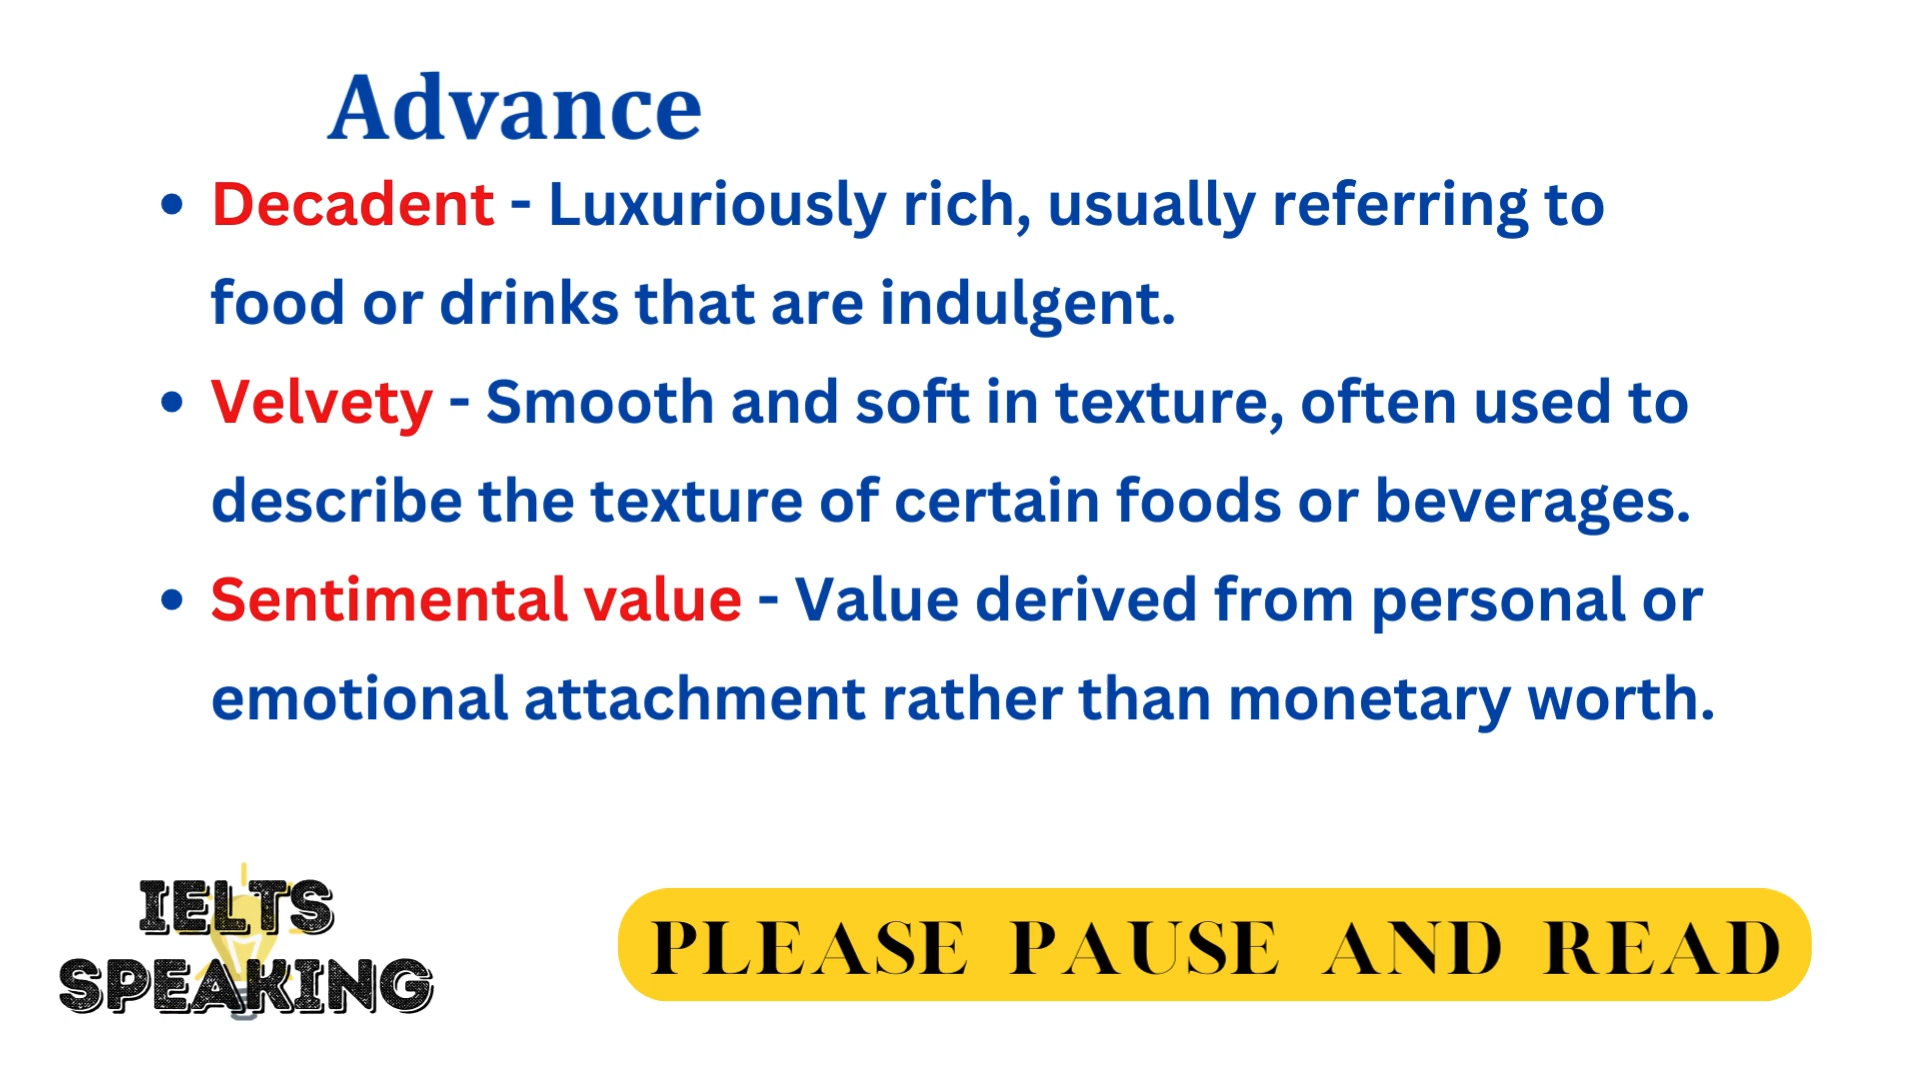 Advance
• Decadent - Luxuriously rich, usually referring to
food or drinks that are indulgent.
• Velvety - Smooth and soft in texture, often used to
describe the texture of certain foods or beverages.
• Sentimental value - Value derived from personal or
emotional attachment rather than monetary worth.
IELTS
SPEAKING
PLEASE PAUSE AND READ